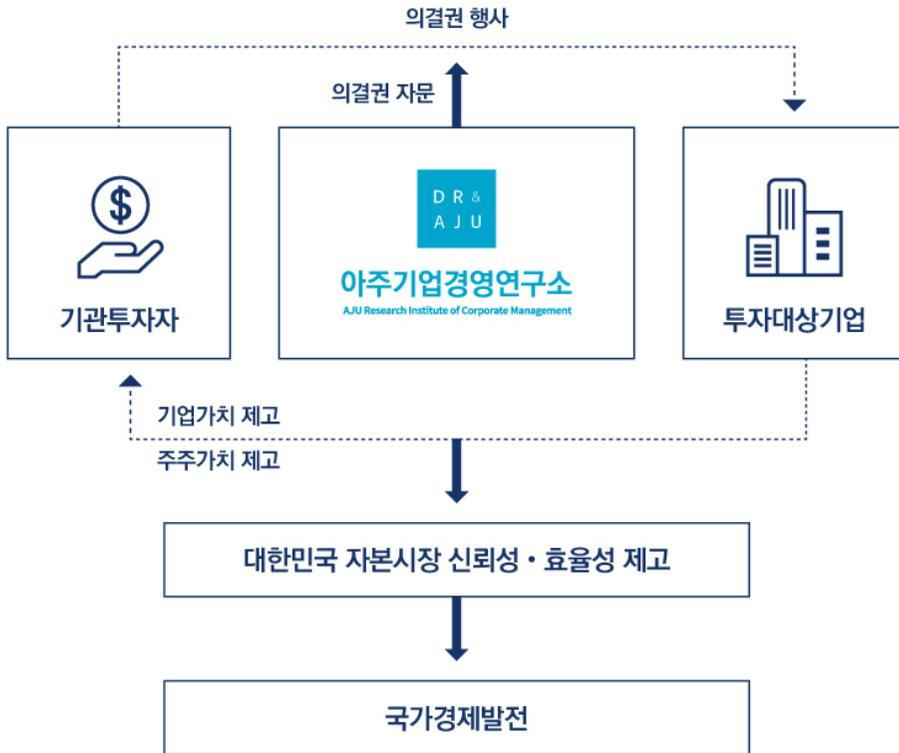 의결권 행사
의결권 자문
$
DR&
AJU
아주기업경영연구소
AJU Research Institute of Corporate Management
기관투자자
투자대상기업
기업가치 제고
주주가치 제고
대한민국 자본시장 신뢰성・효율성 제고
국가경제발전